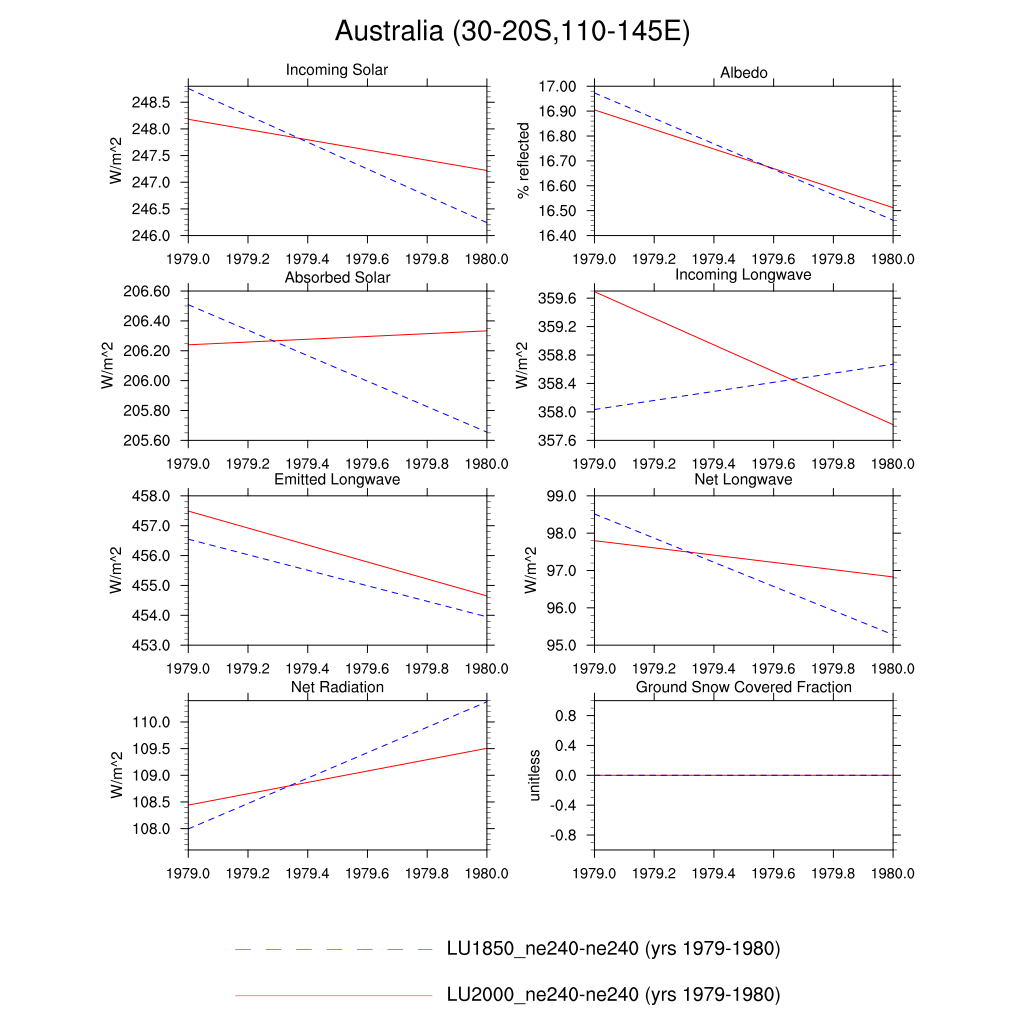 Australia (30-20S,110-145E)
Incoming Solar
W/m^2
248.5
248.0
247.5
247.0
246.5
246.0
1979.0 1979.2 1979.4 1979.6 1979.8 1980.0
Albedo
% reflected
17.00
16.90
16.80
16.70
16.60
16.50
16.40
1979.0 1979.2 1979.4 1979.6 1979.8 1980.0
Absorbed Solar
W/m^2
206.60
206.40
206.20
206.00
205.80
205.60
1979.0 1979.2 1979.4 1979.6 1979.8 1980.0
Incoming Longwave
W/m^2
359.6
359.2
358.8
358.4
358.0
357.6
1979.0 1979.2 1979.4 1979.6 1979.8 1980.0
Emitted Longwave
W/m^2
458.0
457.0
456.0
455.0
454.0
453.0
1979.0 1979.2 1979.4 1979.6 1979.8 1980.0
Net Longwave
W/m^2
99.0
98.0
97.0
96.0
95.0
1979.0 1979.2 1979.4 1979.6 1979.8 1980.0
Net Radiation
W/m^2
110.0
109.5
109.0
108.5
108.0
1979.0 1979.2 1979.4 1979.6 1979.8 1980.0
Ground Snow Covered Fraction
unitless
0.8
0.4
0.0
-0.4
-0.8
1979.0 1979.2 1979.4 1979.6 1979.8 1980.0
LU1850_ne240-ne240 (yrs 1979-1980)
LU2000_ne240-ne240 (yrs 1979-1980)